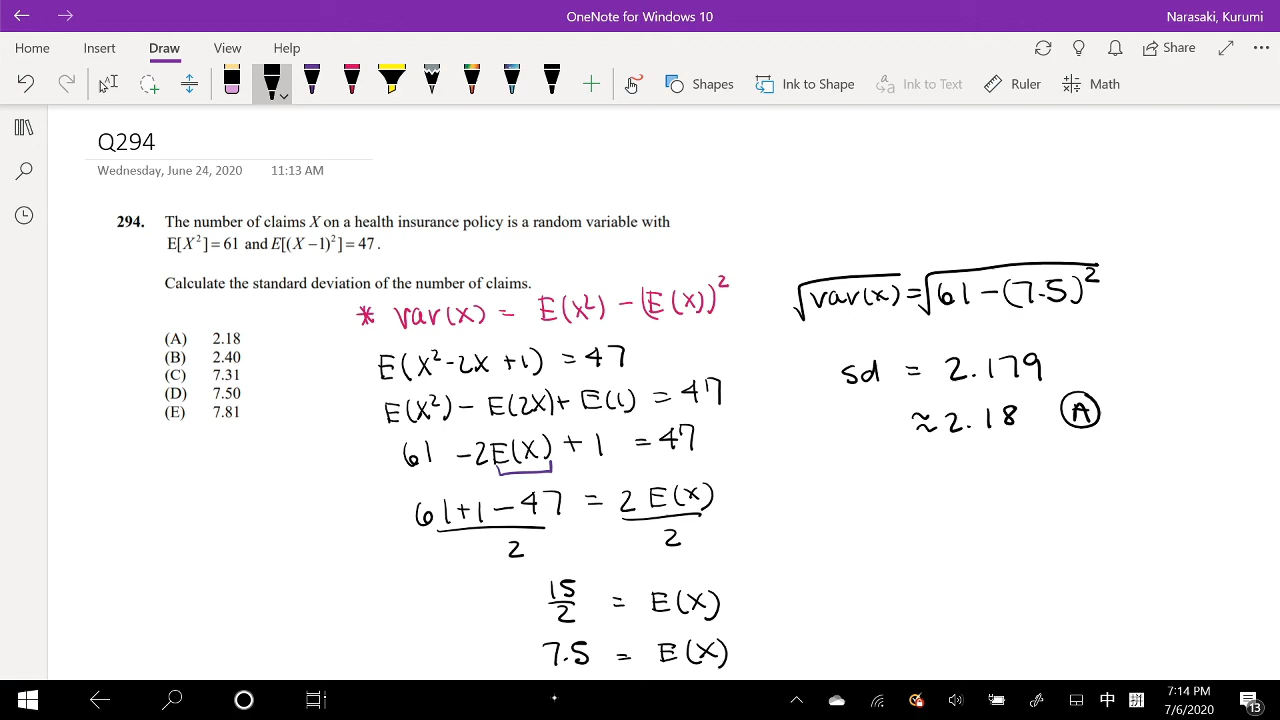 OneNote for Windows 10
Narasaki, Kurumi
Home Insert Draw View Help
Share
Shapes Ink to Shape Ink to Text Ruler Math
Q294
Wednesday, June 24, 2020 11:13 AM
294. The number of claims X on a health insurance policy is a random variable with
E[X²] = 61 and E[(X − 1)²] = 47.
Calculate the standard deviation of the number of claims.
(A) 2.18
(B) 2.40
(C) 7.31
(D) 7.50
(E) 7.81
* var(X) = E(X²) − (E(X))²
E(X² - 2X + 1) = 47
E(X²) − E(2X) + E(1) = 47
61 − 2E(X) + 1 = 47
61 + 1 − 47 / 2 = 2 E(X) / 2
15/2 = E(X)
7.5 = E(X)
√var(x) = √61 − (7.5)²
sd = 2.179
≈ 2.18 (A)
中
7:14 PM
7/6/2020
13